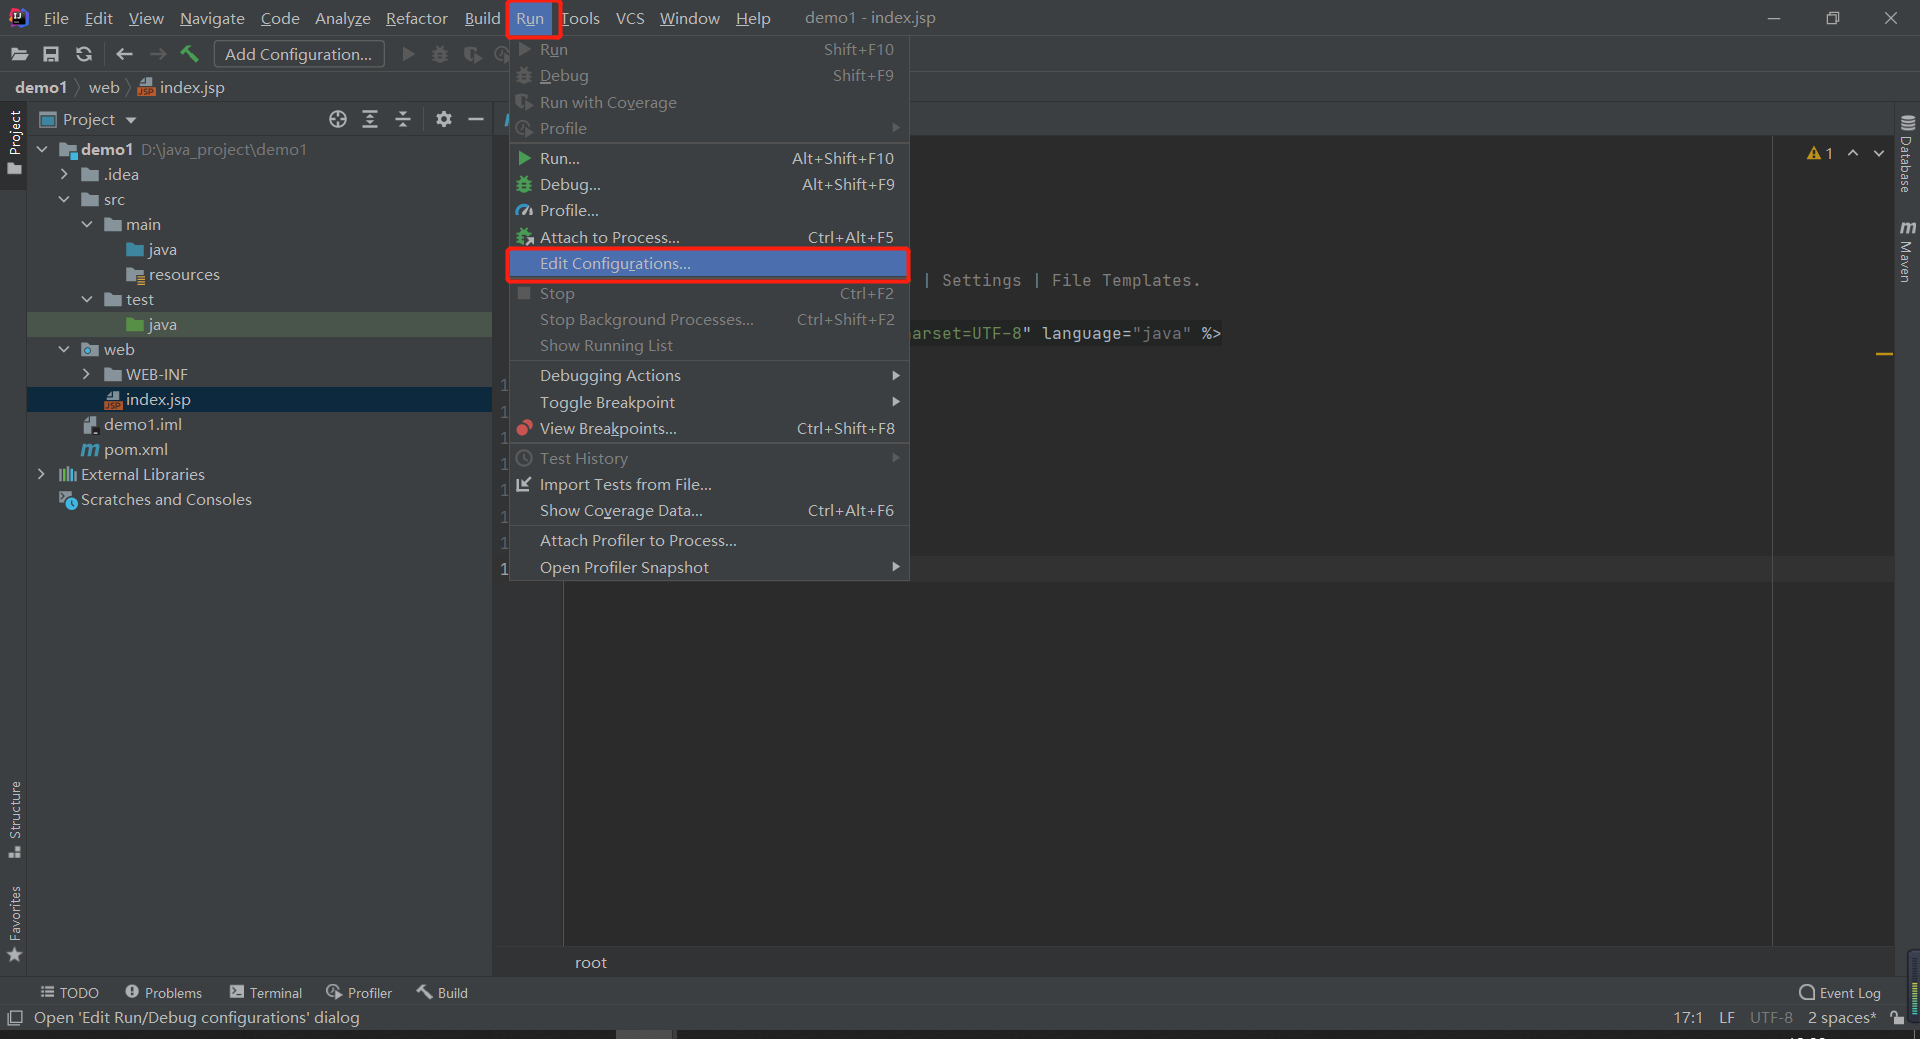 File Edit View Navigate Code Analyze Refactor Build Run Tools VCS Window Help demo1 - index.jsp
Add Configuration...
demo1 web index.jsp
Project
demo1 D:\java_project\demo1
.idea
src
main
java
resources
test
java
web
WEB-INF
index.jsp
demo1.iml
pom.xml
External Libraries
Scratches and Consoles
Run Shift+F10
Debug Shift+F9
Run with Coverage
Profile
Run... Alt+Shift+F10
Debug... Alt+Shift+F9
Profile...
Attach to Process... Ctrl+Alt+F5
Edit Configurations...
Stop Ctrl+F2
Stop Background Processes... Ctrl+Shift+F2
Show Running List
Debugging Actions
Toggle Breakpoint
View Breakpoints... Ctrl+Shift+F8
Test History
Import Tests from File...
Show Coverage Data... Ctrl+Alt+F6
Attach Profiler to Process...
Open Profiler Snapshot
1
| Settings | File Templates.
arset=UTF-8" language="java" %>
1
1
1
1
1
1
1
1
root
Project
Structure
Favorites
Database
Maven
TODO Problems Terminal Profiler Build Event Log
Open 'Edit Run/Debug configurations' dialog 17:1 LF UTF-8 2 spaces*